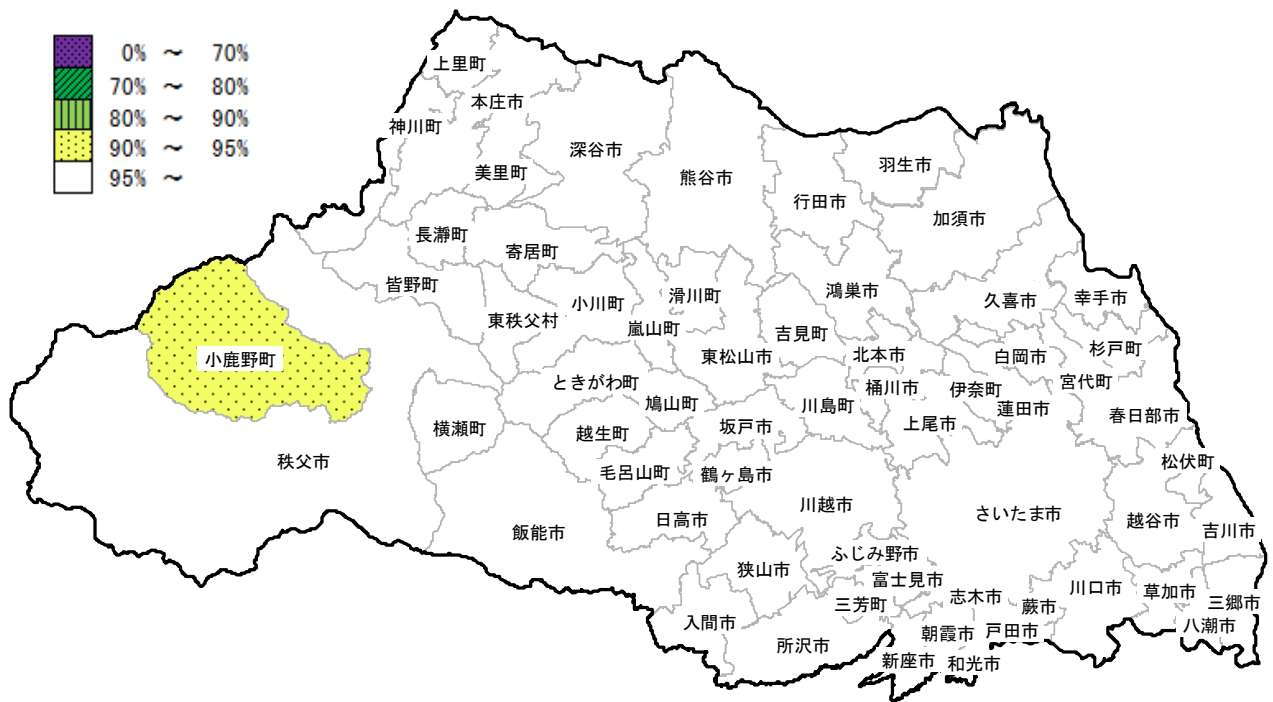 0% ～ 70%
70% ～ 80%
80% ～ 90%
90% ～ 95%
95% ～
上里町
本庄市
神川町
深谷市
美里町
熊谷市
羽生市
行田市
加須市
長瀞町
寄居町
皆野町
小川町
滑川町
鴻巣市
久喜市
幸手市
東秩父村
嵐山町
吉見町
小鹿野町
東松山市
北本市
白岡市
杉戸町
ときがわ町
桶川市
伊奈町
宮代町
鳩山町
川島町
蓮田市
横瀬町
越生町
坂戸市
上尾市
春日部市
秩父市
毛呂山町
鶴ヶ島市
松伏町
川越市
さいたま市
日高市
越谷市
飯能市
吉川市
ふじみ野市
狭山市
富士見市
川口市
草加市
三芳町
志木市
蕨市
三郷市
入間市
朝霞市
戸田市
八潮市
所沢市
新座市
和光市